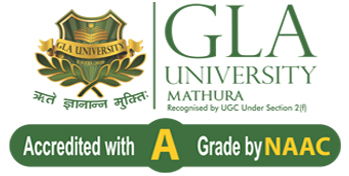 GLA UNIVERSITY
ऋते ज्ञानान्न मुक्तिः
GLA
UNIVERSITY
MATHURA
Recognised by UGC Under Section 2(f)
Accredited with A Grade by NAAC